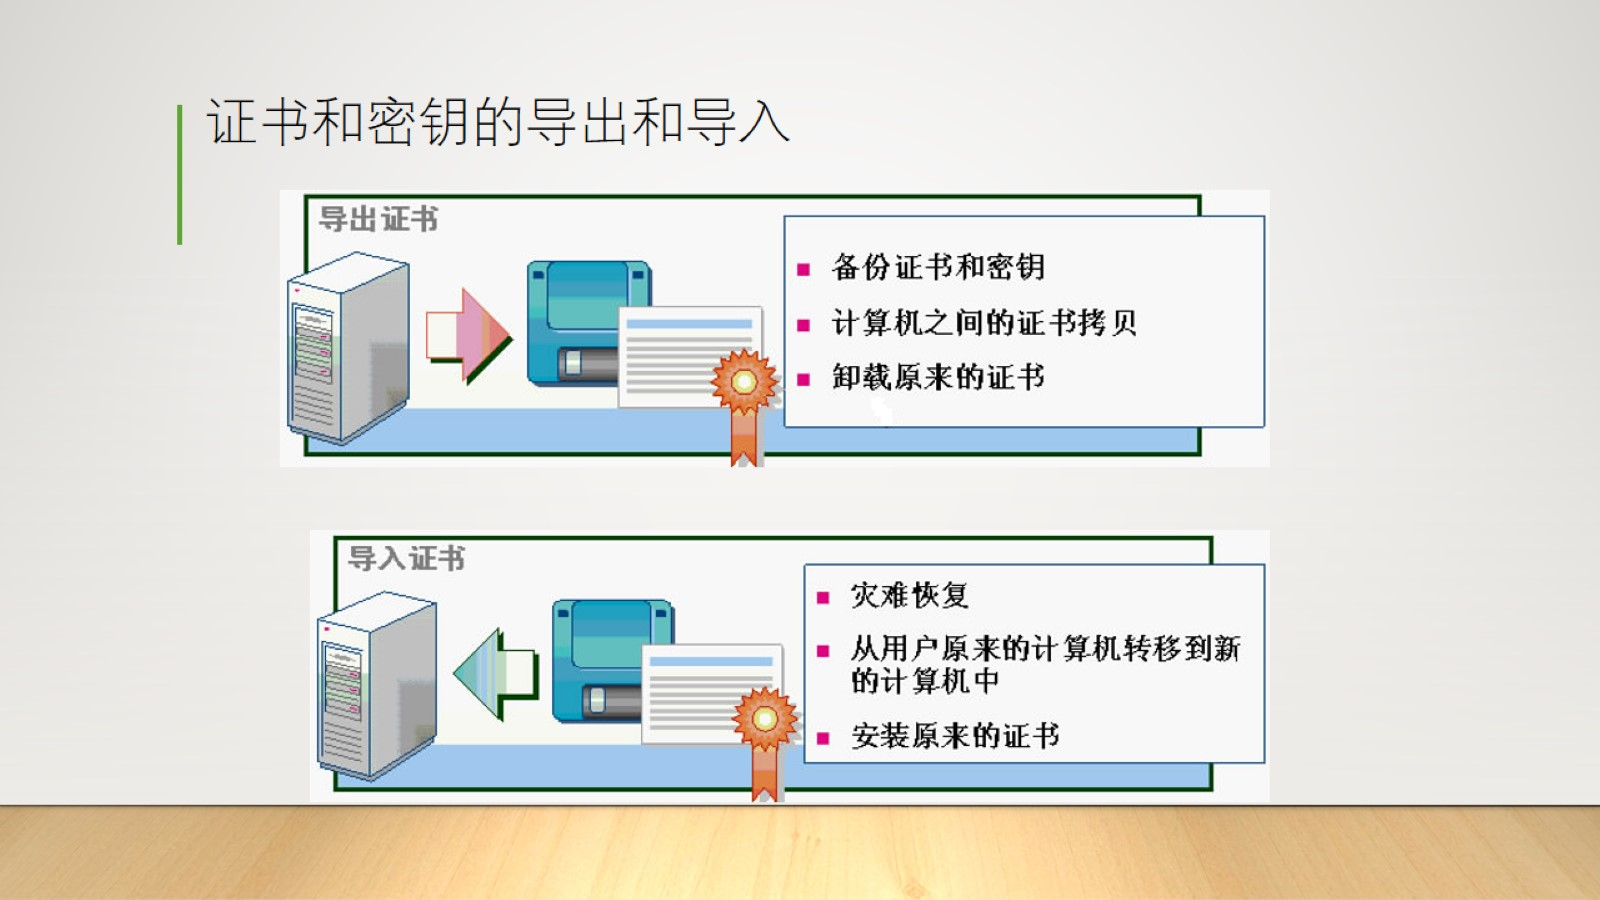 证书和密钥的导出和导入
导出证书
备份证书和密钥
计算机之间的证书拷贝
卸载原来的证书
导入证书
灾难恢复
从用户原来的计算机转移到新
的计算机中
安装原来的证书